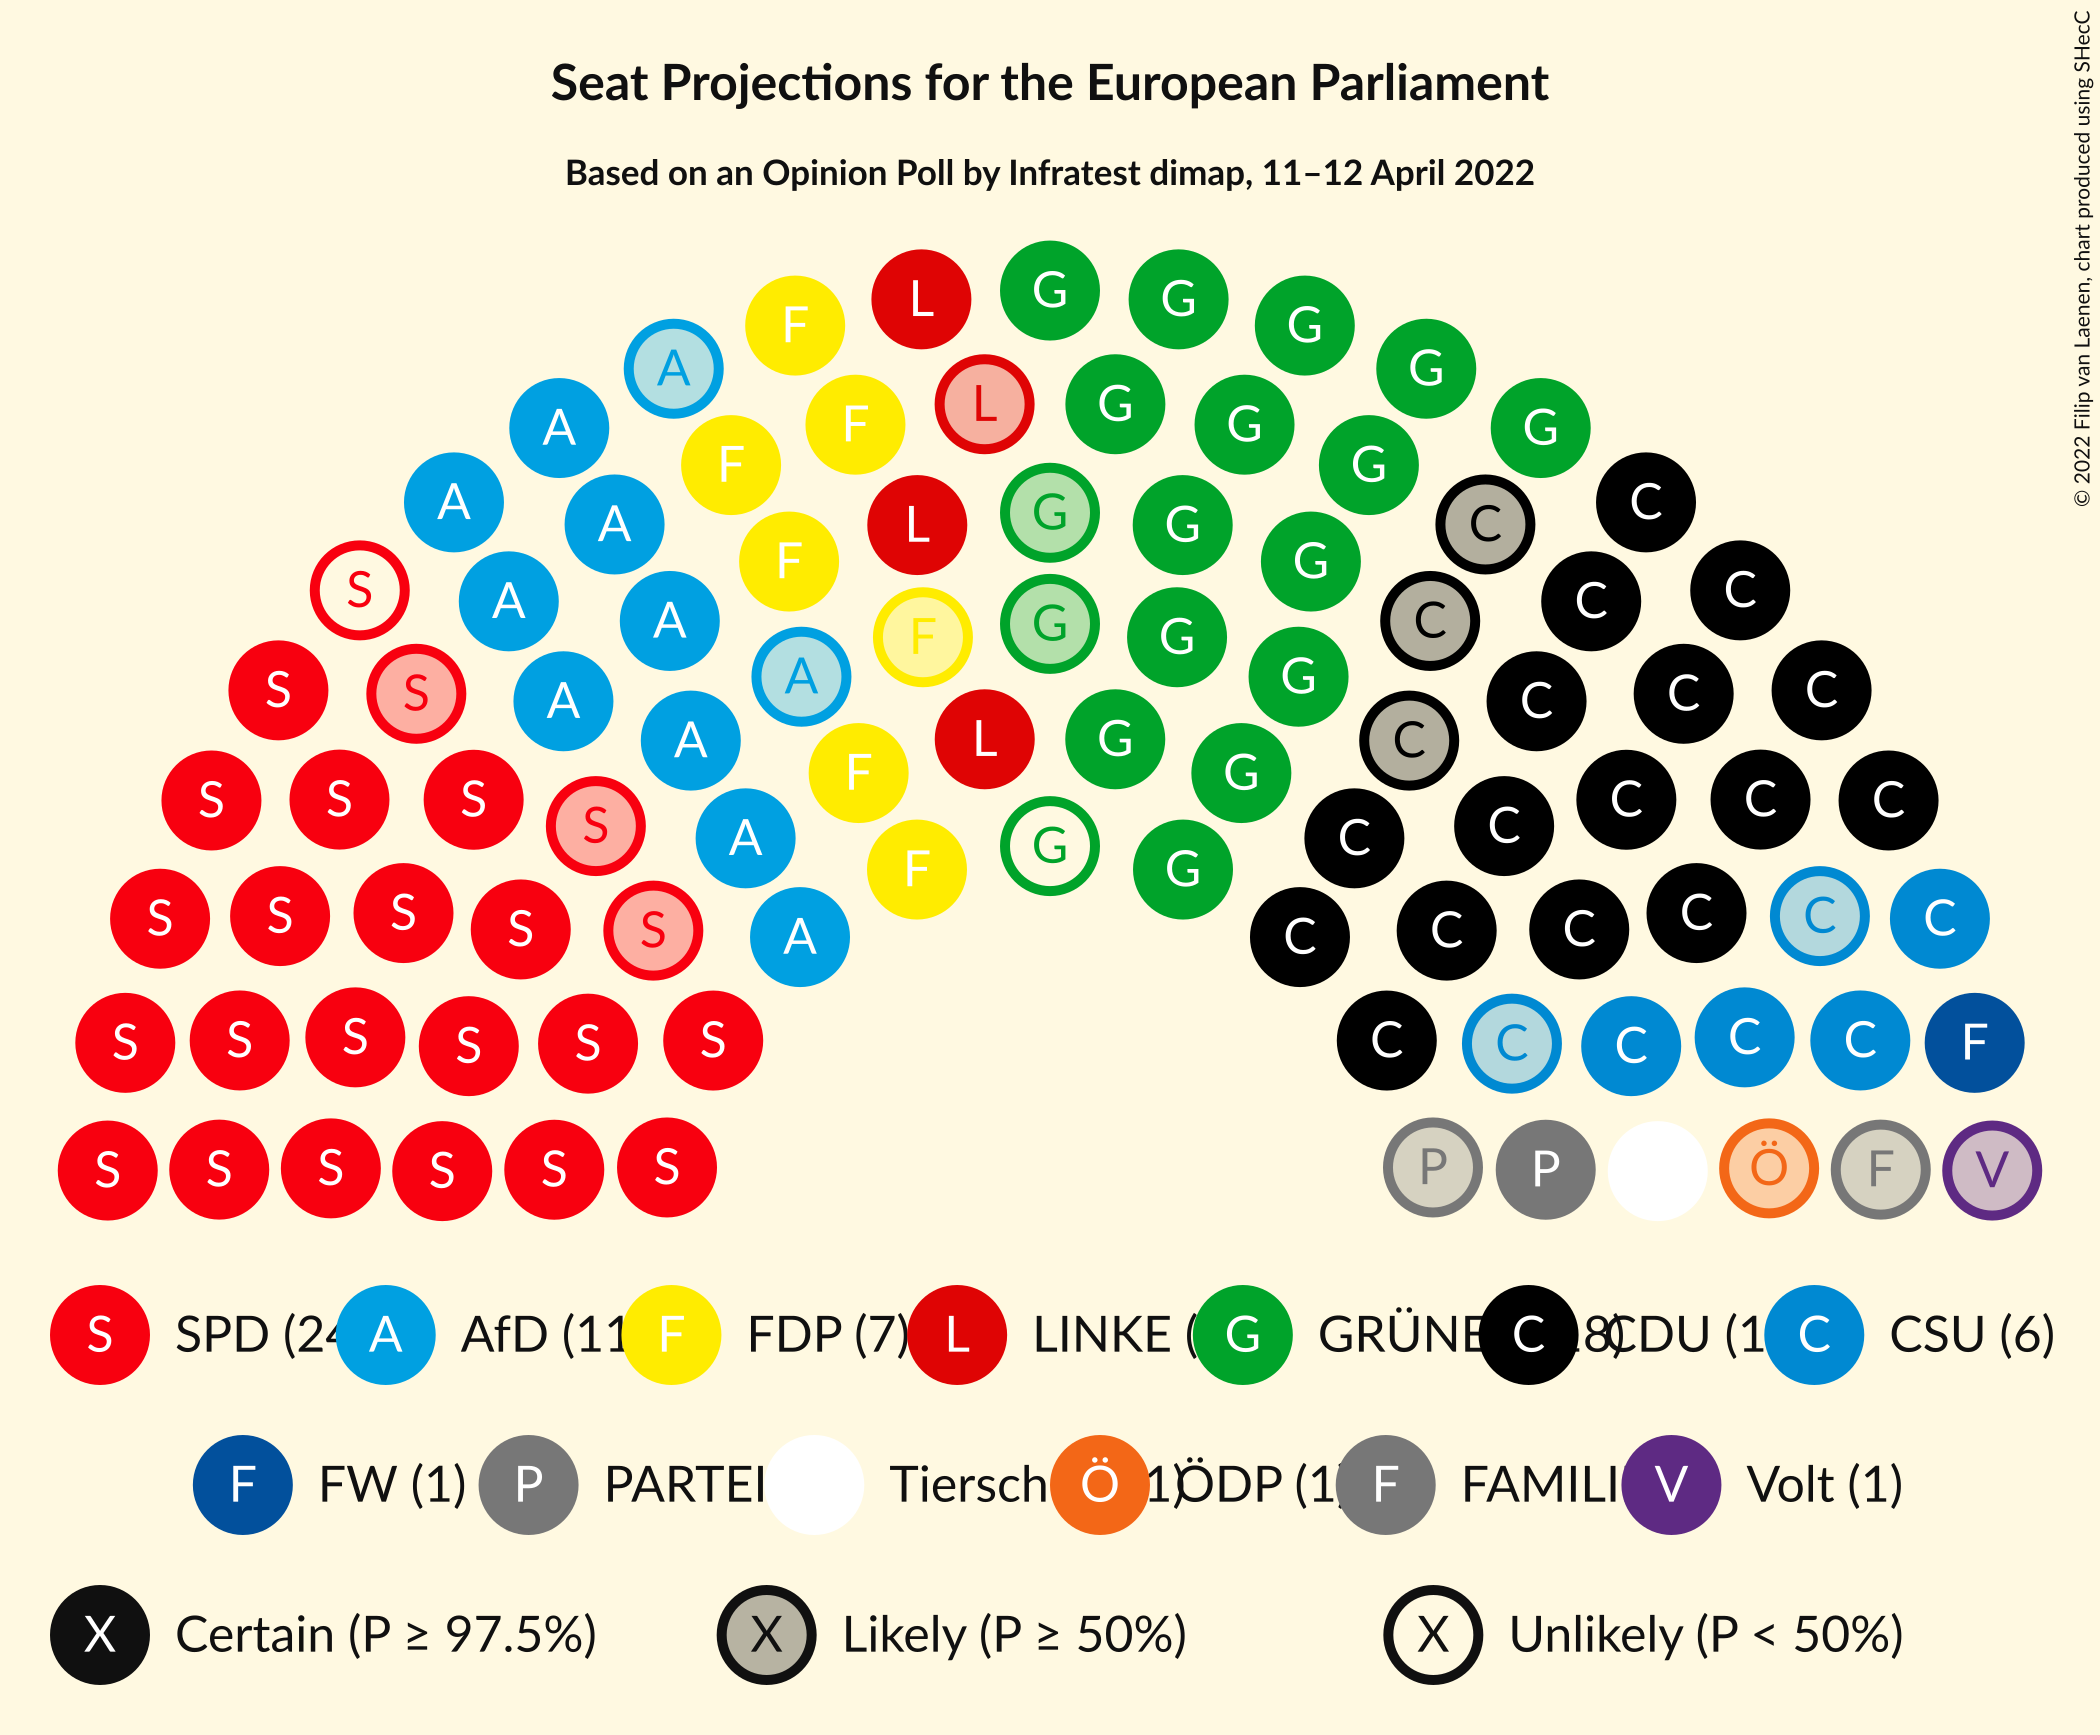 Seat Projections for the European Parliament
Based on an Opinion Poll by Infratest dimap, 11–12 April 2022
© 2022 Filip van Laenen, chart produced using SHecC
L G G
F G
A G
L G
A F F G G
F G G
A C
A L G G C
F G
S A C C
A F G G C
S S A A G C C C
A L G C
S S S F G C C C
S A G C C
F G
S S S S S A C C C C C C
S S S S S S C C C C C F
S S S S S S P P Ö F V
S SPD (24 A AfD (11 F FDP (7) L LINKE ( G GRÜNE C 8) CDU (1 C CSU (6)
F FW (1) P PARTEI Tiersch Ö 1) ÖDP (1 F FAMILI V Volt (1)
X Certain (P ≥ 97.5%) X Likely (P ≥ 50%) X Unlikely (P < 50%)